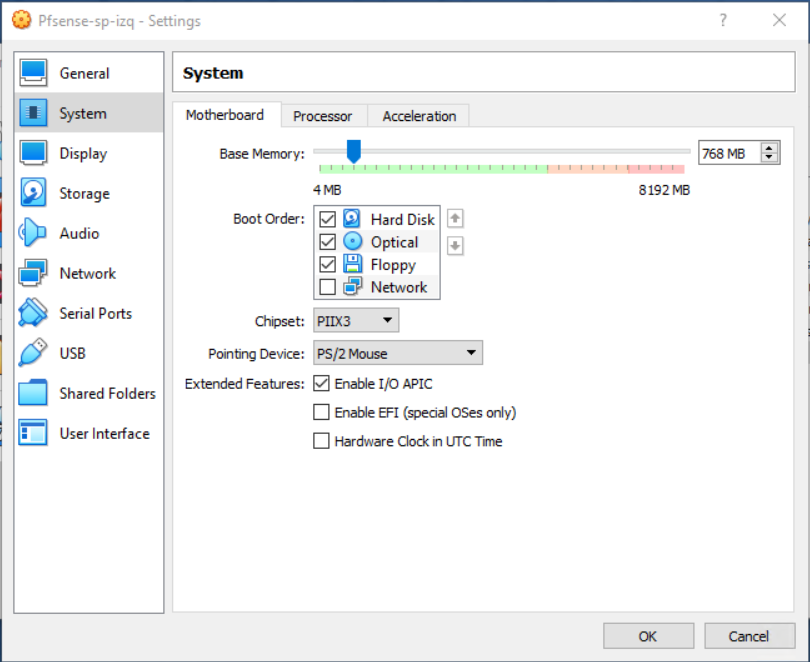 Pfsense-sp-izq - Settings
General
System
Display
Storage
Audio
Network
Serial Ports
USB
Shared Folders
User Interface
System
Motherboard Processor Acceleration
Base Memory: 768 MB
4 MB 8192 MB
Boot Order: Hard Disk
Optical
Floppy
Network
Chipset: PIIX3
Pointing Device: PS/2 Mouse
Extended Features: Enable I/O APIC
Enable EFI (special OSes only)
Hardware Clock in UTC Time
OK Cancel